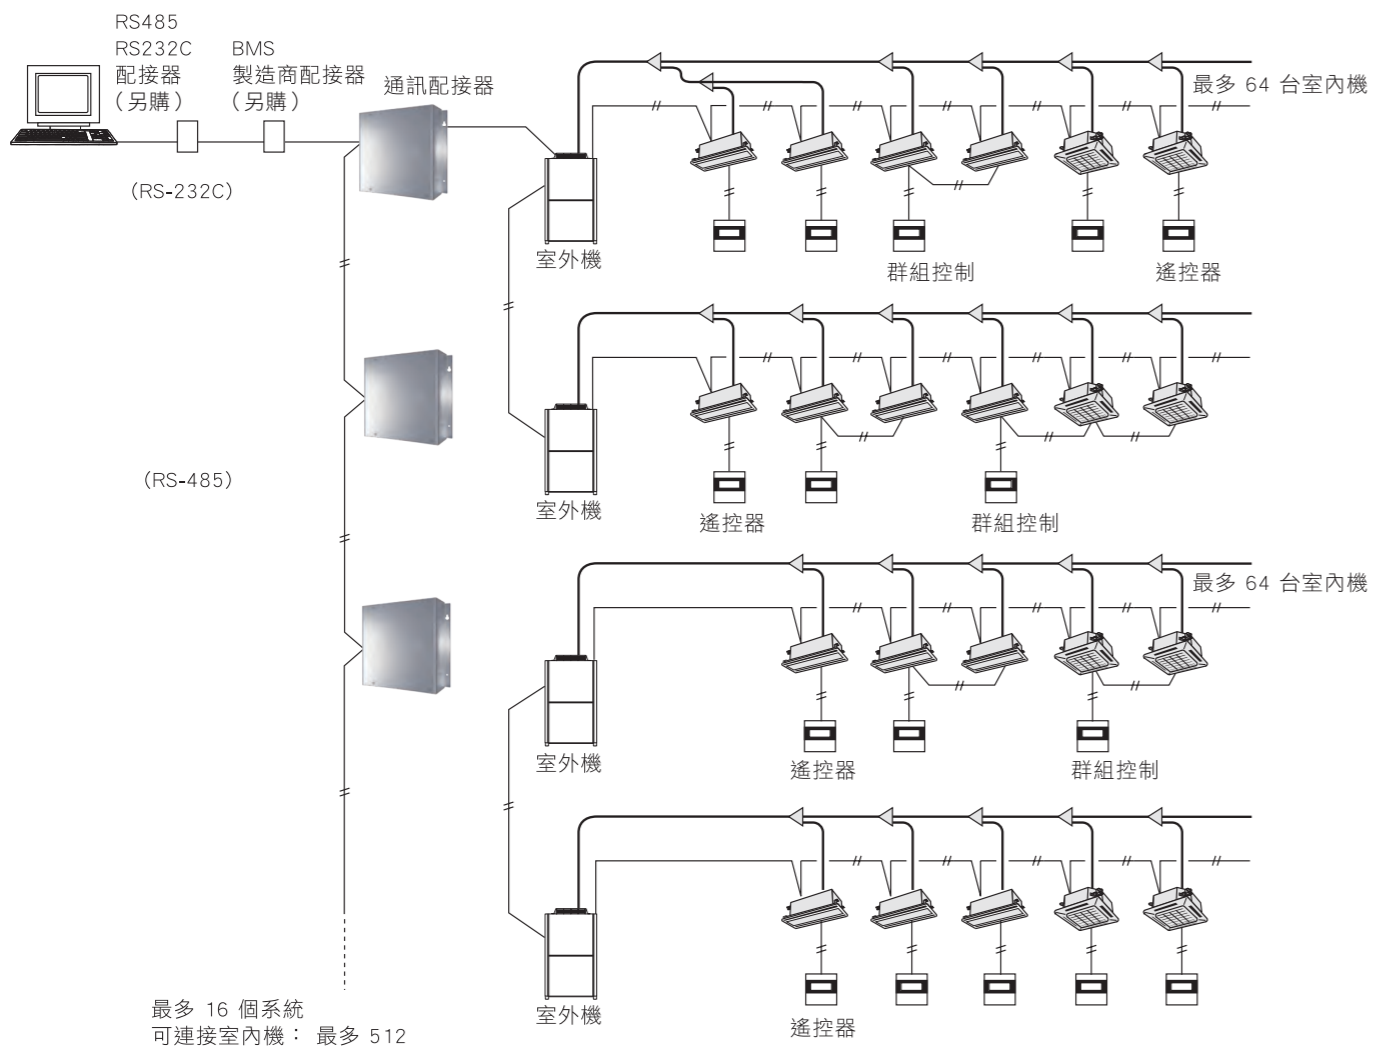 RS485
RS232C
配接器
（另購）
BMS
製造商配接器
（另購）
通訊配接器
最多 64 台室內機
(RS-232C)
室外機
群組控制
遙控器
(RS-485)
室外機
遙控器
群組控制
最多 64 台室內機
室外機
遙控器
群組控制
室外機
遙控器
最多 16 個系統
可連接室內機： 最多 512